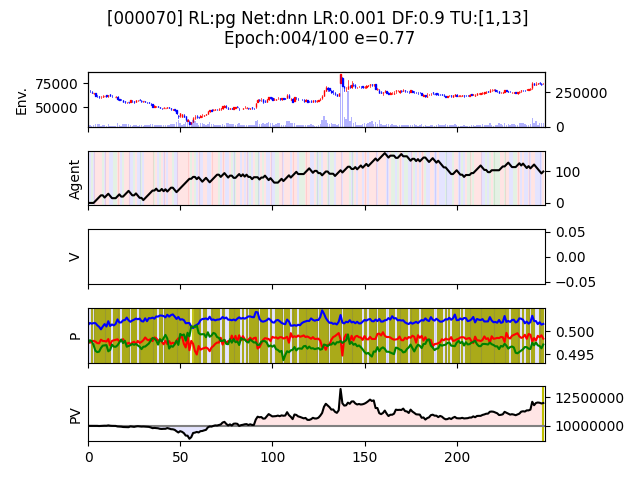 [000070] RL:pg Net:dnn LR:0.001 DF:0.9 TU:[1,13]
Epoch:004/100 e=0.77
Env.
75000
50000
250000
0
Agent
100
0
V
0.05
0.00
−0.05
P
0.500
0.495
PV
12500000
10000000
0 50 100 150 200